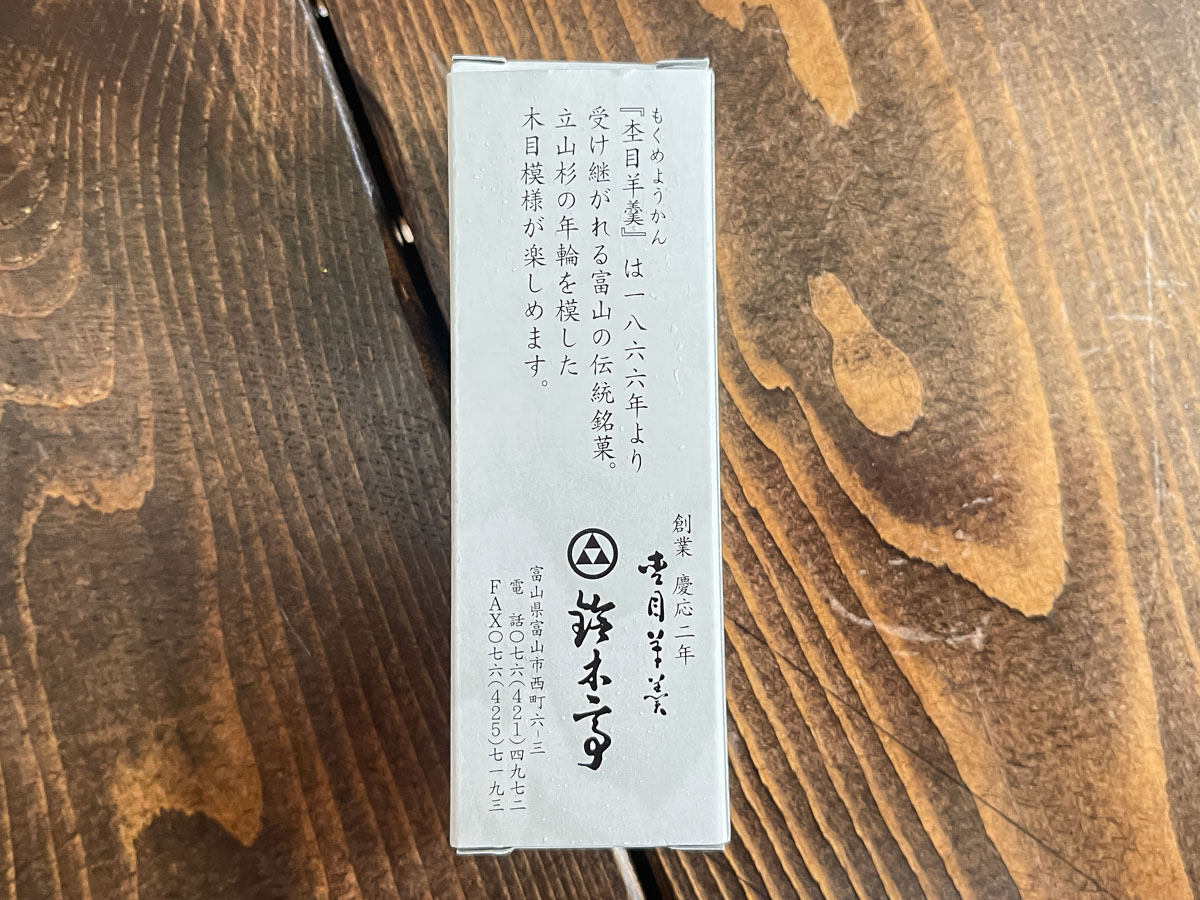 もくめようかん
『杢目羊羹』は一八六六年より
受け継がれる富山の伝統銘菓。
立山杉の年輪を模した
木目模様が楽しめます。
創業 慶応二年
杢目羊羹
鈴木亭
富山県富山市西町六-三
電 話〇七六(421)四九七二
FAX〇七六(425)七一九三